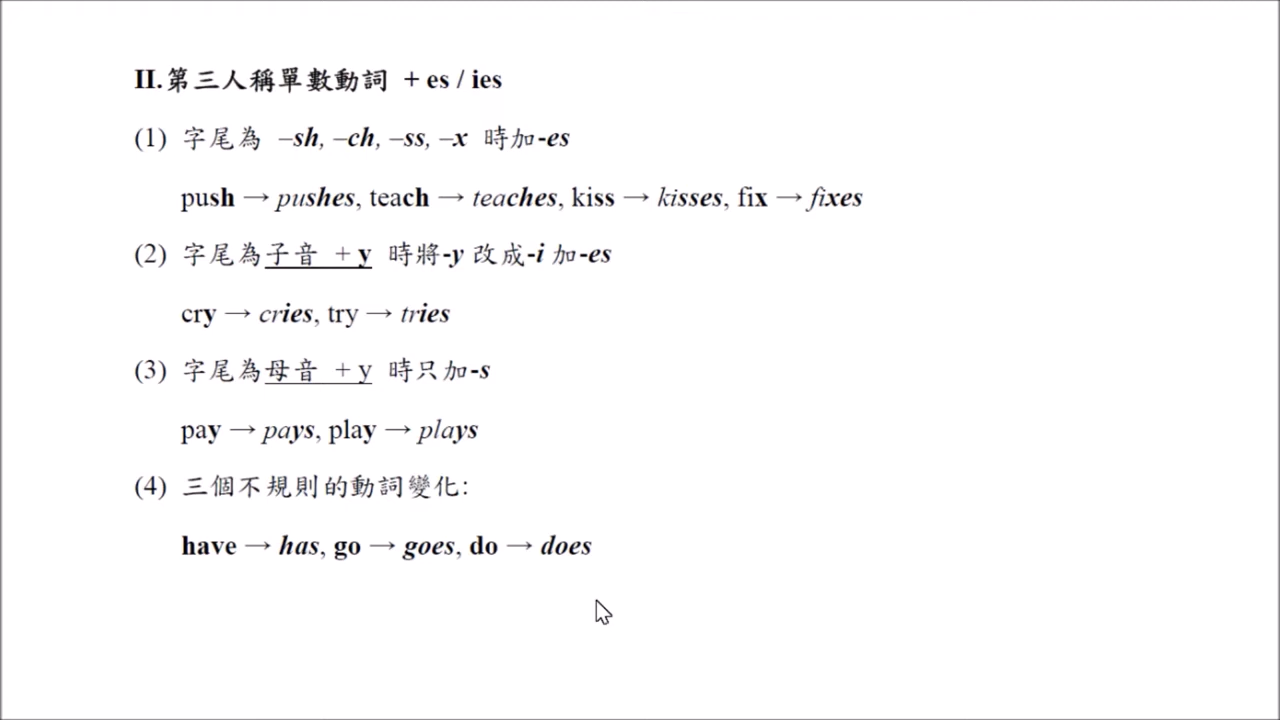 II.第三人稱單數動詞 + es / ies
(1) 字尾為 –sh, –ch, –ss, –x 時加-es
push → pushes, teach → teaches, kiss → kisses, fix → fixes
(2) 字尾為子音 + y 時將-y 改成-i 加-es
cry → cries, try → tries
(3) 字尾為母音 + y 時只加-s
pay → pays, play → plays
(4) 三個不規則的動詞變化:
have → has, go → goes, do → does